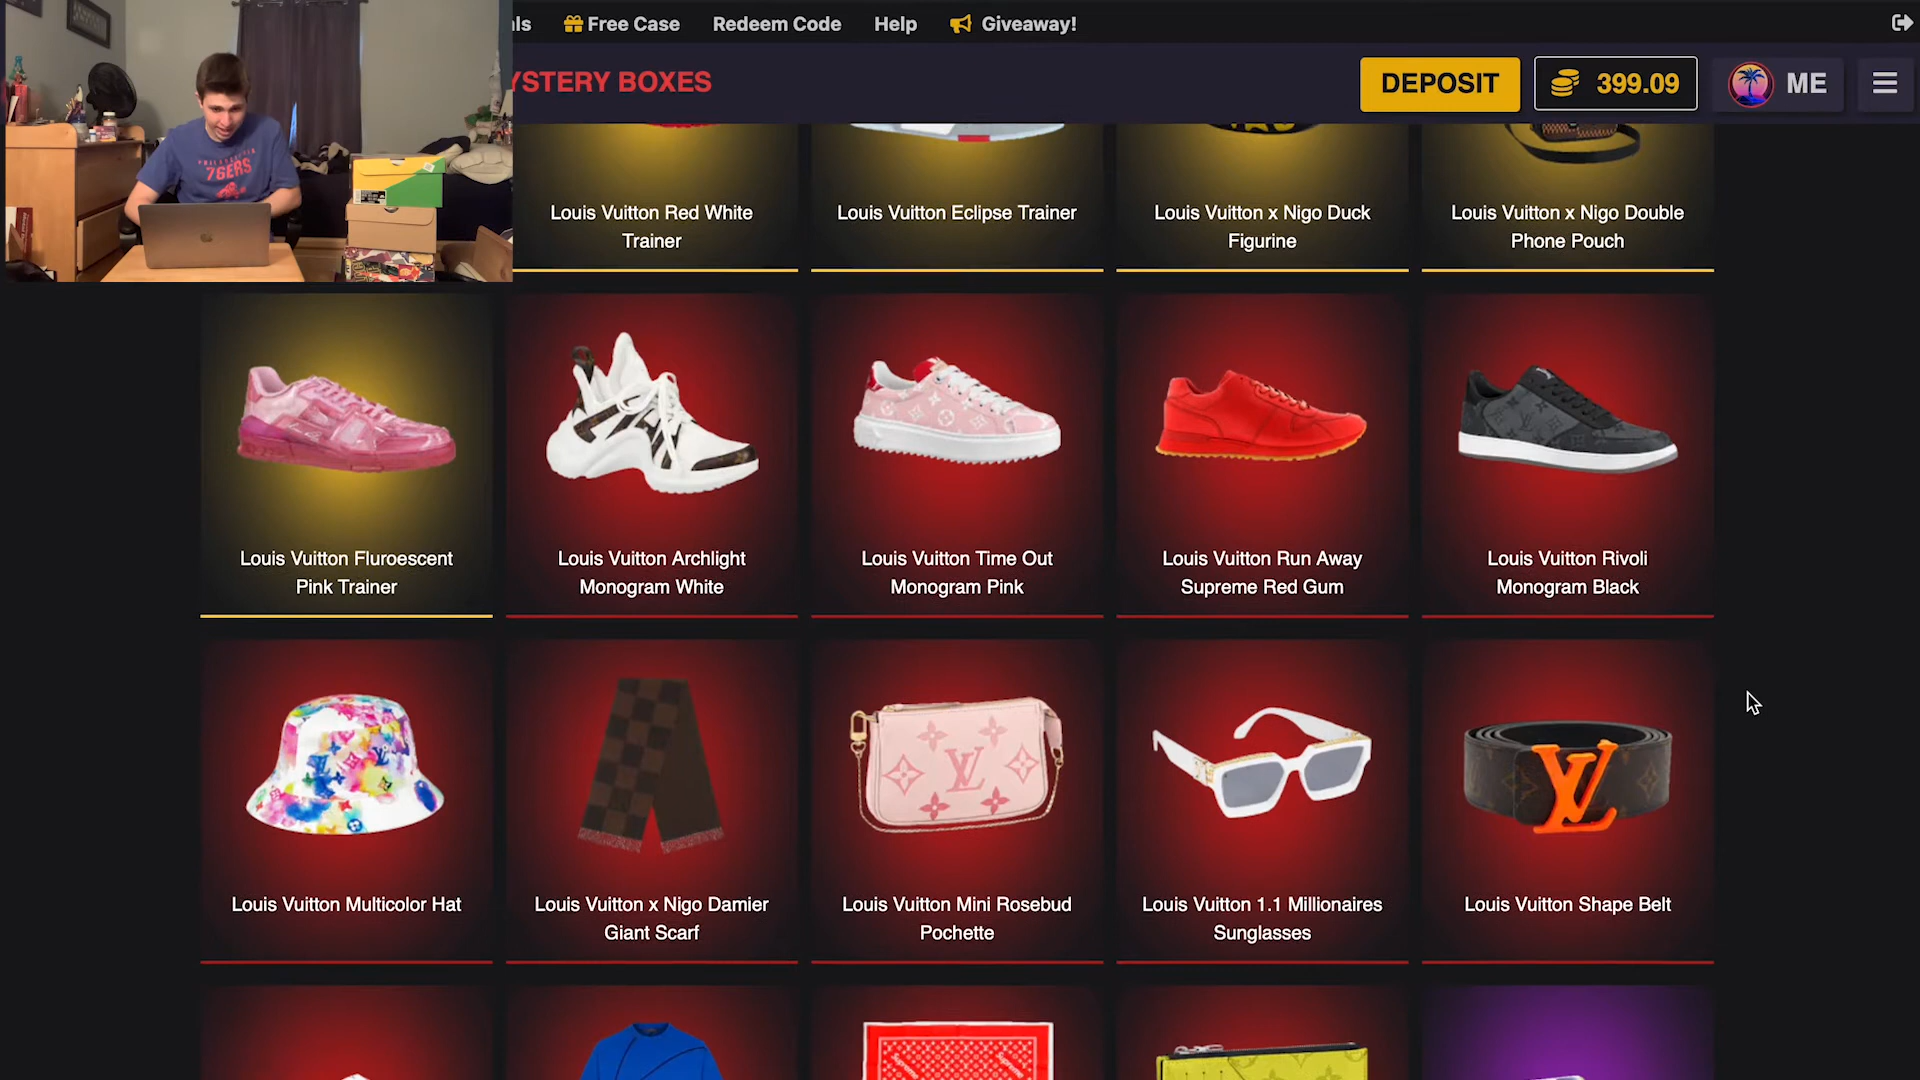 ls
Free Case
Redeem Code
Help
Giveaway!
YSTERY BOXES
DEPOSIT
399.09
ME
PHILADELPHIA
76ERS
Louis Vuitton Red White
Trainer
Louis Vuitton Eclipse Trainer
Louis Vuitton x Nigo Duck
Figurine
Louis Vuitton x Nigo Double
Phone Pouch
Louis Vuitton Fluroescent
Pink Trainer
Louis Vuitton Archlight
Monogram White
Louis Vuitton Time Out
Monogram Pink
Louis Vuitton Run Away
Supreme Red Gum
Louis Vuitton Rivoli
Monogram Black
Louis Vuitton Multicolor Hat
Louis Vuitton x Nigo Damier
Giant Scarf
Louis Vuitton Mini Rosebud
Pochette
Louis Vuitton 1.1 Millionaires
Sunglasses
Louis Vuitton Shape Belt